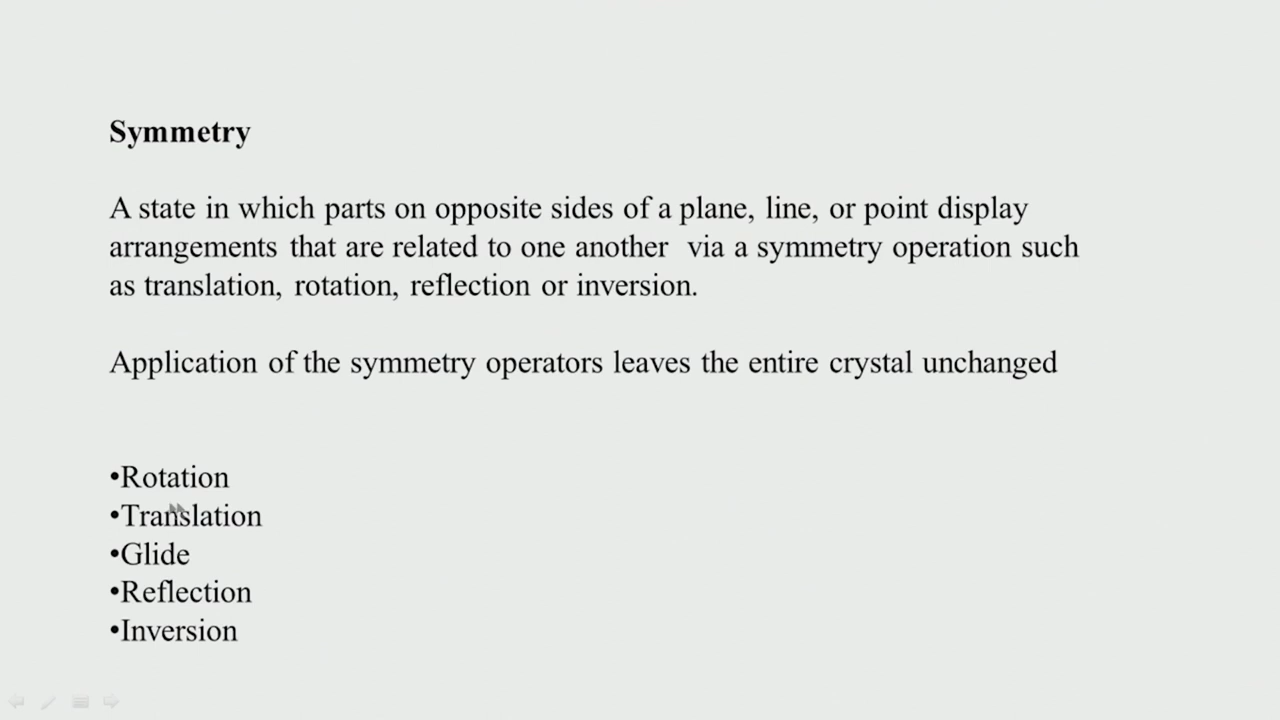 Symmetry
A state in which parts on opposite sides of a plane, line, or point display
arrangements that are related to one another via a symmetry operation such
as translation, rotation, reflection or inversion.
Application of the symmetry operators leaves the entire crystal unchanged
•Rotation
•Translation
•Glide
•Reflection
•Inversion